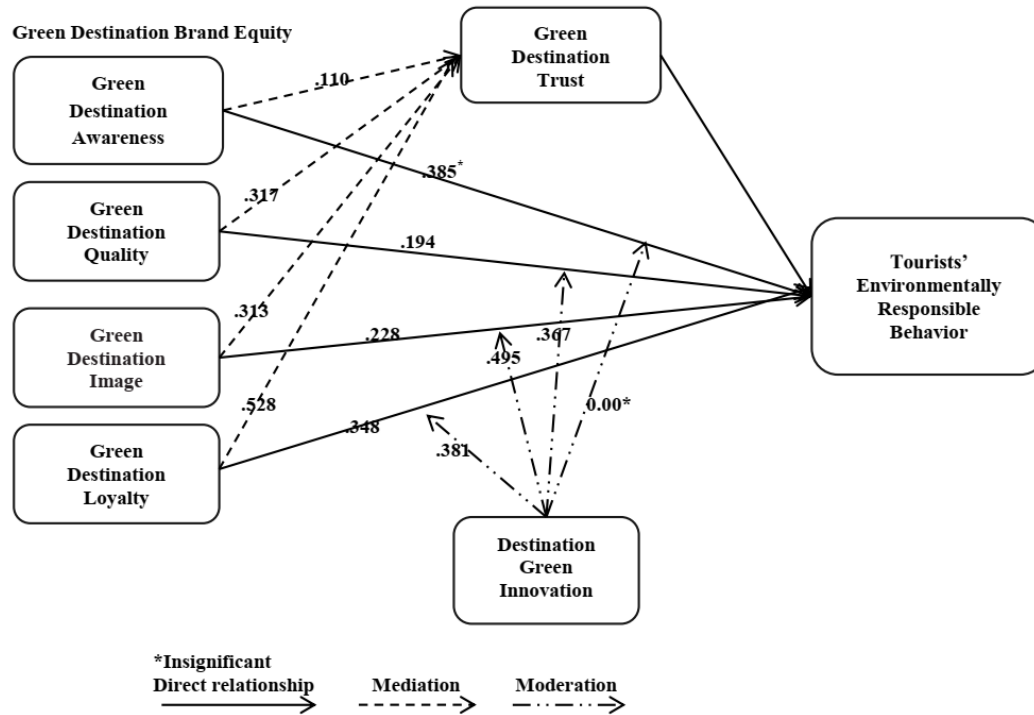 Green Destination Brand Equity
Green
Destination
Awareness
Green
Destination
Quality
Green
Destination
Image
Green
Destination
Loyalty
Green
Destination
Trust
.110
.385*
.317
.194
.313
.228
.528
.348
.495
.367
0.00*
.381
Tourists’
Environmentally
Responsible
Behavior
Destination
Green
Innovation
*Insignificant
Direct relationship
Mediation
Moderation